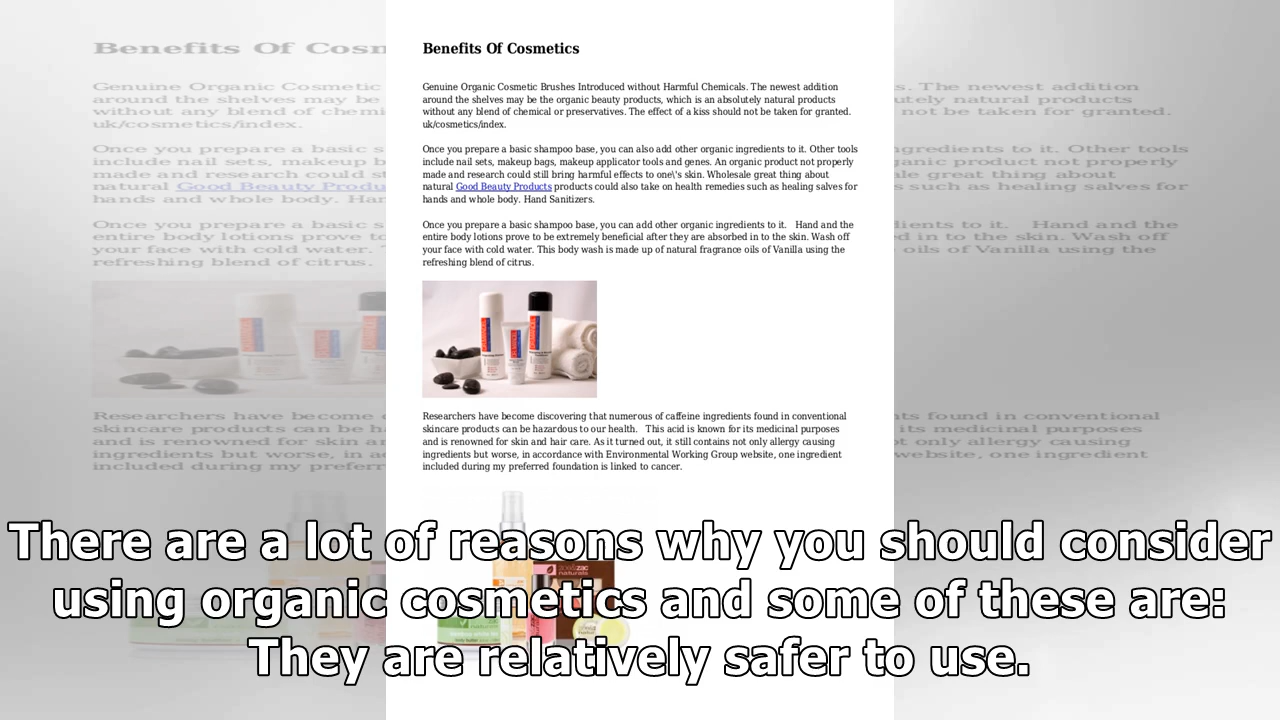 Benefits Of Cosmetics
Genuine Organic Cosmetic Brushes Introduced without Harmful Chemicals. The newest addition
around the shelves may be the organic beauty products, which is an absolutely natural products
without any blend of chemical or preservatives. The effect of a kiss should not be taken for granted.
uk/cosmetics/index.
Once you prepare a basic shampoo base, you can also add other organic ingredients to it. Other tools
include nail sets, makeup bags, makeup applicator tools and genes. An organic product not properly
made and research could still bring harmful effects to one\'s skin. Wholesale great thing about
natural Good Beauty Products products could also take on health remedies such as healing salves for
hands and whole body. Hand Sanitizers.
Once you prepare a basic shampoo base, you can add other organic ingredients to it. Hand and the
entire body lotions prove to be extremely beneficial after they are absorbed in to the skin. Wash off
your face with cold water. This body wash is made up of natural fragrance oils of Vanilla using the
refreshing blend of citrus.
Researchers have become discovering that numerous of caffeine ingredients found in conventional
skincare products can be hazardous to our health. This acid is known for its medicinal purposes
and is renowned for skin and hair care. As it turned out, it still contains not only allergy causing
ingredients but worse, in accordance with Environmental Working Group website, one ingredient
included during my preferred foundation is linked to cancer.
There are a lot of reasons why you should consider
using organic cosmetics and some of these are:
They are relatively safer to use.